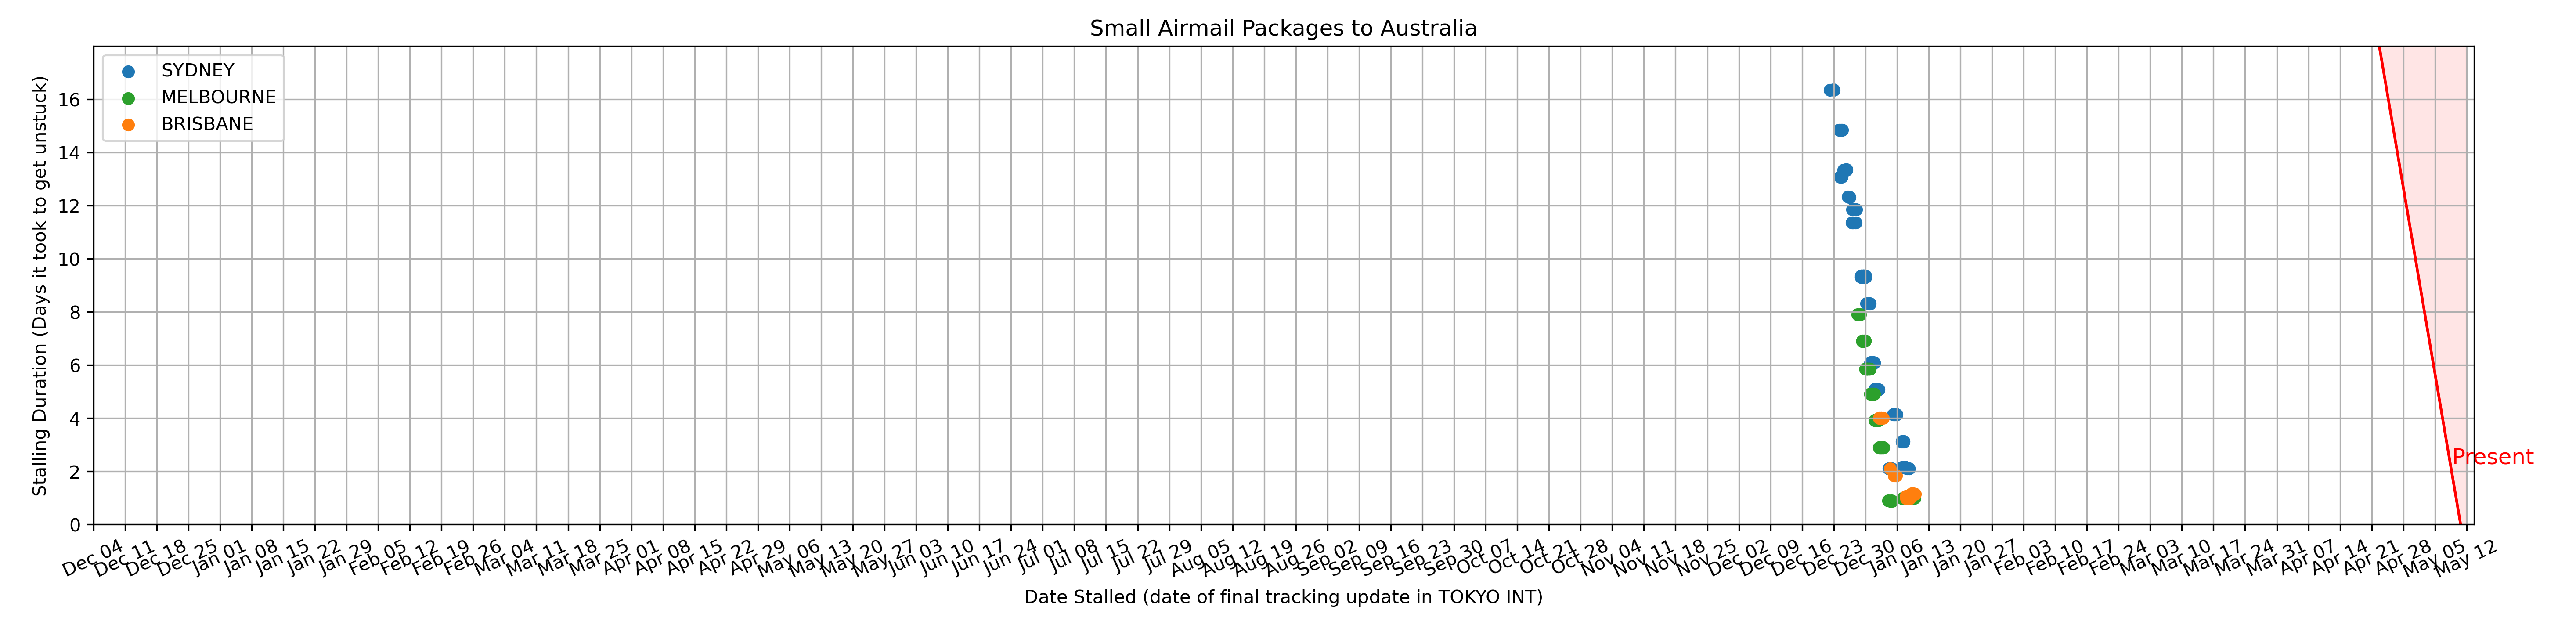 Small Airmail Packages to Australia
SYDNEY
MELBOURNE
BRISBANE
Stalling Duration (Days it took to get unstuck)
16
14
12
10
8
6
4
2
0
Present
Dec 04
Dec 11
Dec 18
Dec 25
Jan 01
Jan 08
Jan 15
Jan 22
Jan 29
Feb 05
Feb 12
Feb 19
Feb 26
Mar 04
Mar 11
Mar 18
Mar 25
Apr 01
Apr 08
Apr 15
Apr 22
Apr 29
May 06
May 13
May 20
May 27
Jun 03
Jun 10
Jun 17
Jun 24
Jul 01
Jul 08
Jul 15
Jul 22
Jul 29
Aug 05
Aug 12
Aug 19
Aug 26
Sep 02
Sep 09
Sep 16
Sep 23
Sep 30
Oct 07
Oct 14
Oct 21
Oct 28
Nov 04
Nov 11
Nov 18
Nov 25
Dec 02
Dec 09
Dec 16
Dec 23
Dec 30
Jan 06
Jan 13
Jan 20
Jan 27
Feb 03
Feb 10
Feb 17
Feb 24
Mar 03
Mar 10
Mar 17
Mar 24
Mar 31
Apr 07
Apr 14
Apr 21
Apr 28
May 05
May 12
Date Stalled (date of final tracking update in TOKYO INT)